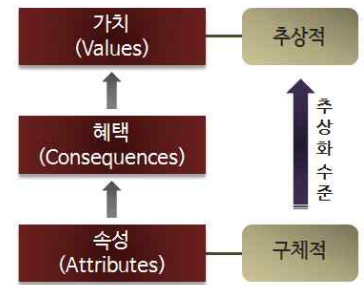 가치
(Values)
추상적
혜택
(Consequences)
추상화수준
속성
(Attributes)
구체적